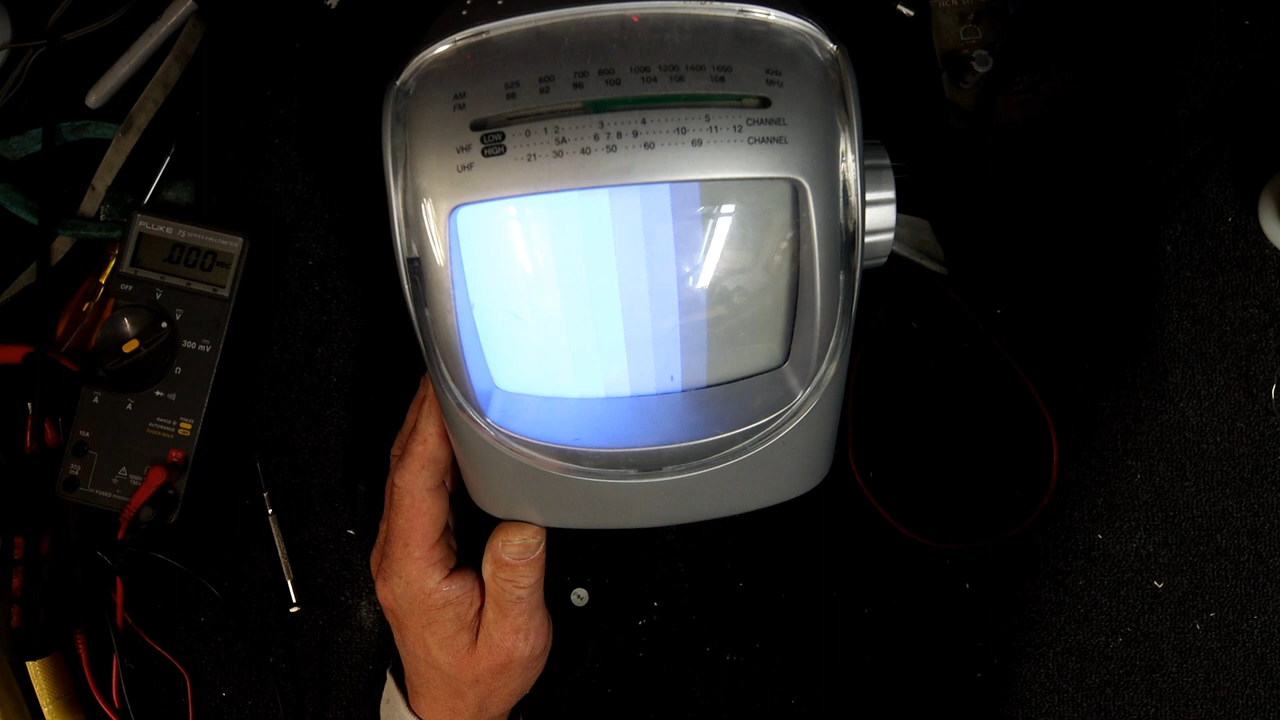 525 600 700 800 1000 1200 1400 1650 KHz
AM
88 92 96 100 104 106 108 MHz
FM
LOW 0 1 2 3 4 5 CHANNEL
VHF
HIGH 5A 6 7 8 9 10 11 12
UHF 21 30 40 50 60 69 CHANNEL
FLUKE 75
.000
OFF
V
V
300 mV
Ω
A
A
10A